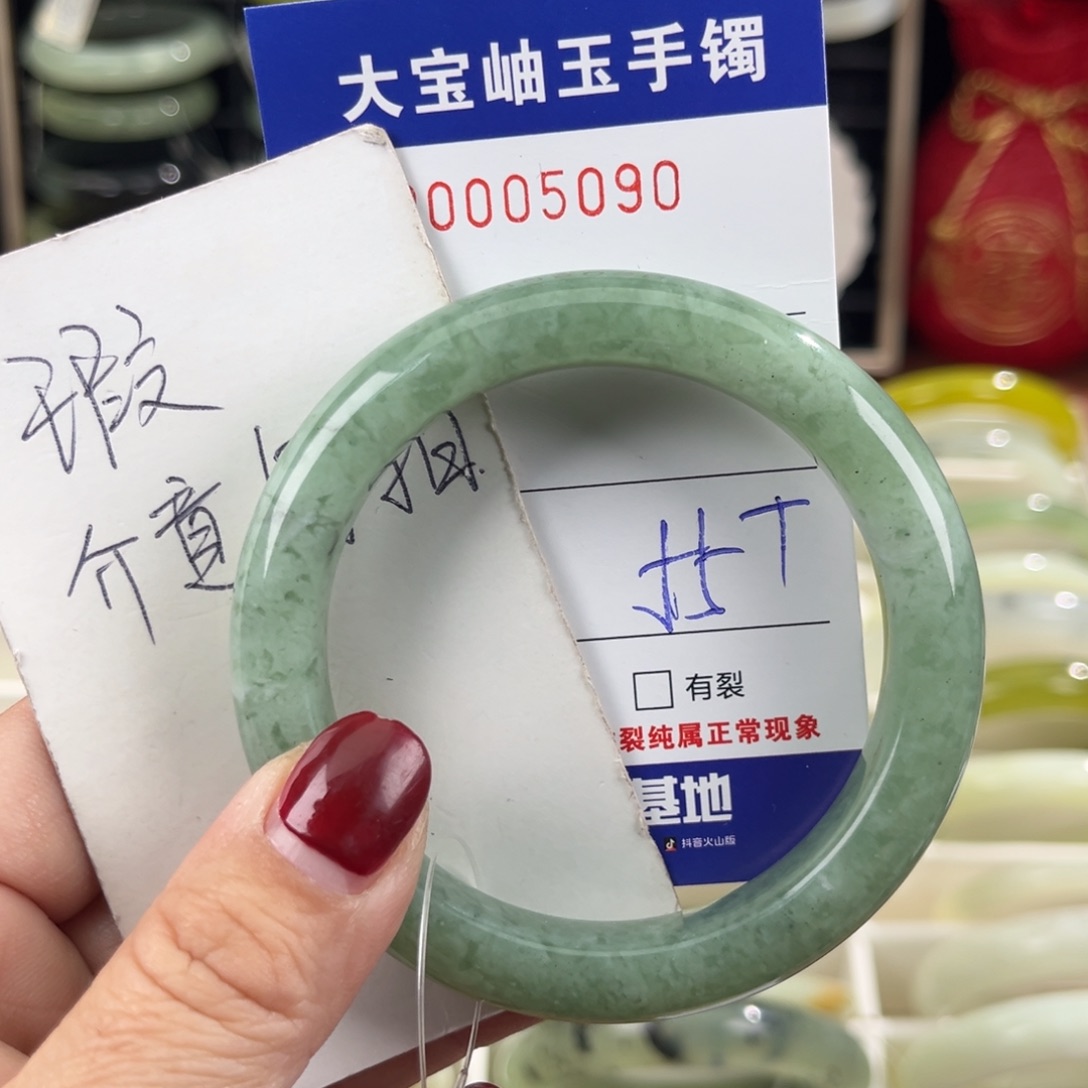 大宝岫玉手镯
0005090
瑕
介意
拍
有裂
裂纯属正常现象
基地
抖音火山版